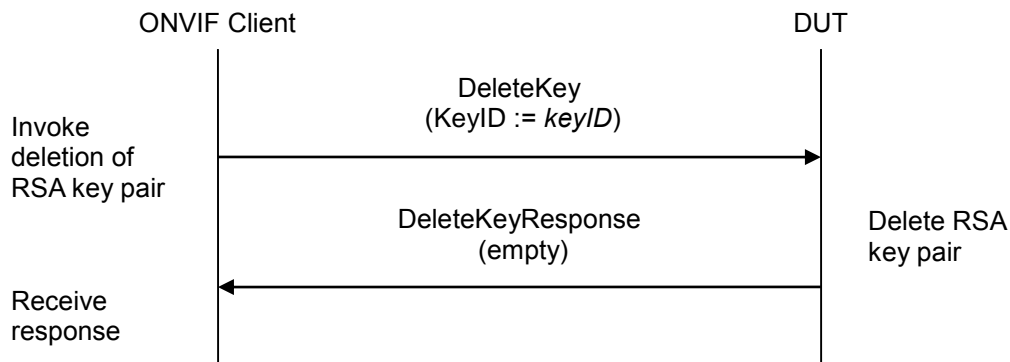 ONVIF Client
DUT
DeleteKey
(KeyID := keyID)
Invoke
deletion of
RSA key pair
DeleteKeyResponse
(empty)
Delete RSA
key pair
Receive
response